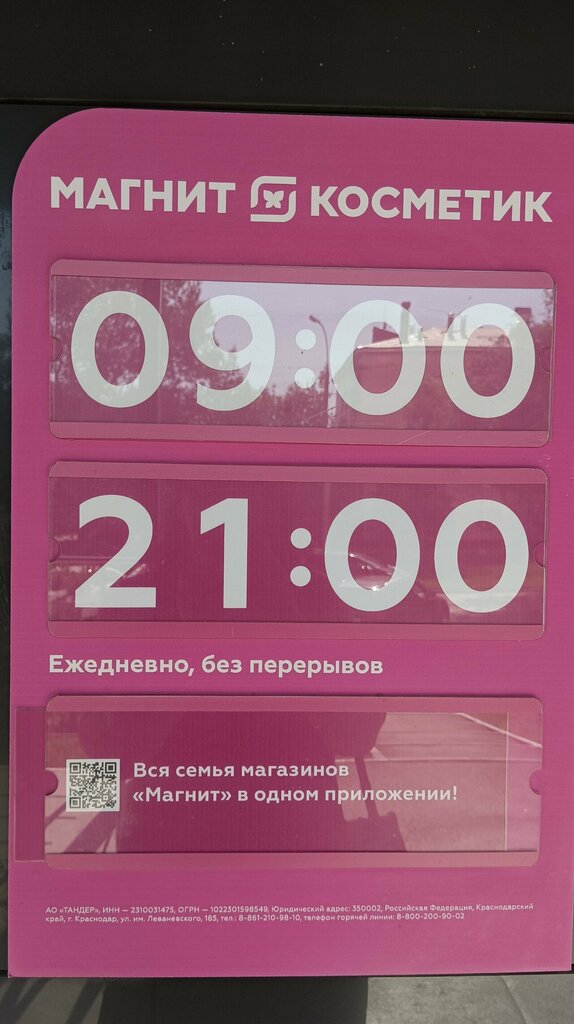 МАГНИТ КОСМЕТИК
09:00
21:00
Ежедневно, без перерывов
Вся семья магазинов
«Магнит» в одном приложении!
АО «ТАНДЕР», ИНН — 2310031475, ОГРН — 1022301598549, Юридический адрес: 350002, Российская Федерация, Краснодарский
край, г. Краснодар, ул. им. Леваневского, 185, тел.: 8-861-210-98-10, телефон горячей линии: 8-800-200-90-02